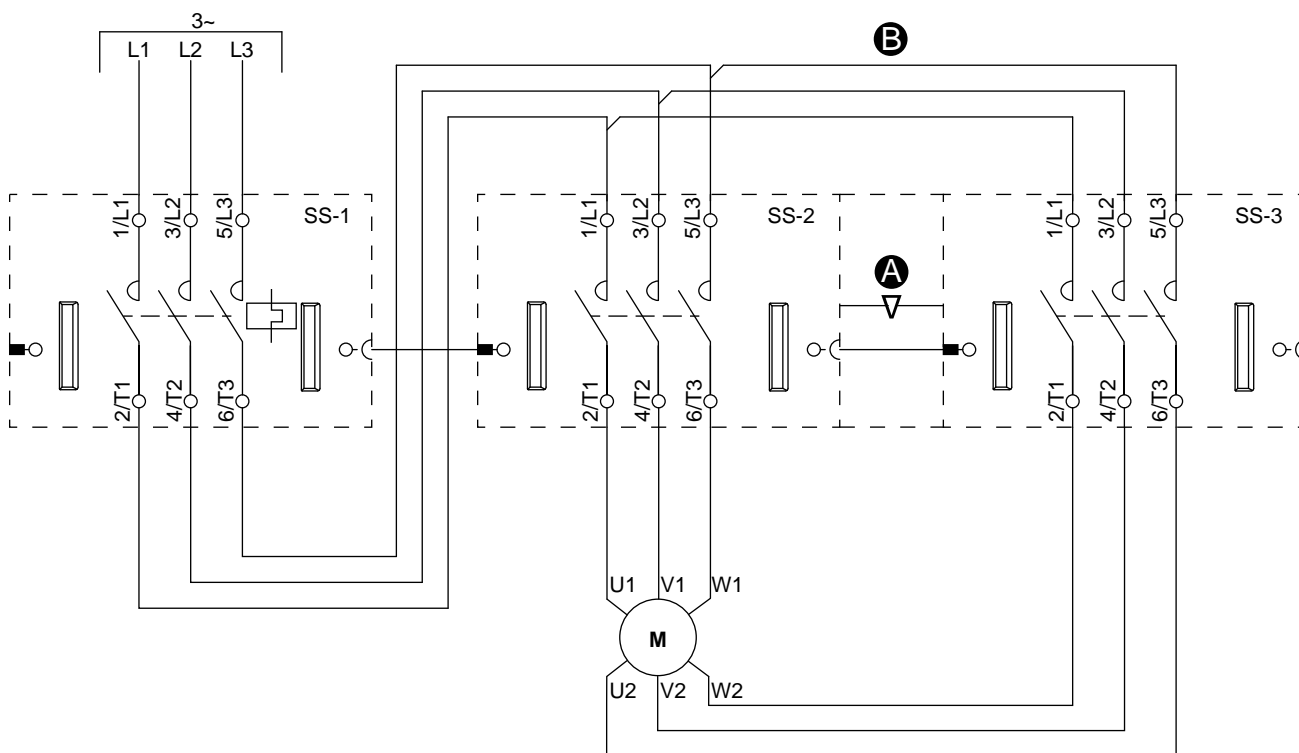 3~
L1 L2 L3
B
1/L1 3/L2 5/L3 SS-1
1/L1 3/L2 5/L3 SS-2
1/L1 3/L2 5/L3 SS-3
A
2/T1 4/T2 6/T3
2/T1 4/T2 6/T3
2/T1 4/T2 6/T3
U1 V1 W1
M
U2 V2 W2